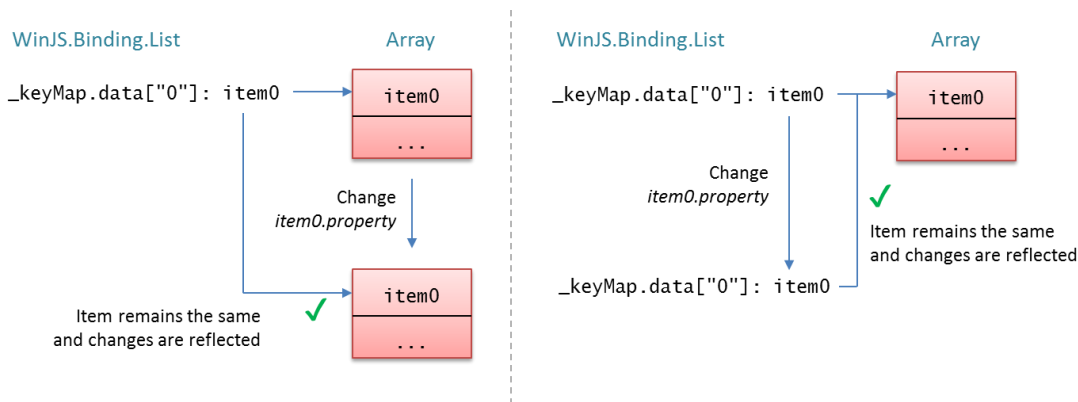 WinJS.Binding.List
Array
_keyMap.data["0"]: item0
item0
...
Change
item0.property
item0
...
Item remains the same
and changes are reflected
WinJS.Binding.List
Array
_keyMap.data["0"]: item0
item0
...
Change
item0.property
Item remains the same
and changes are reflected
_keyMap.data["0"]: item0